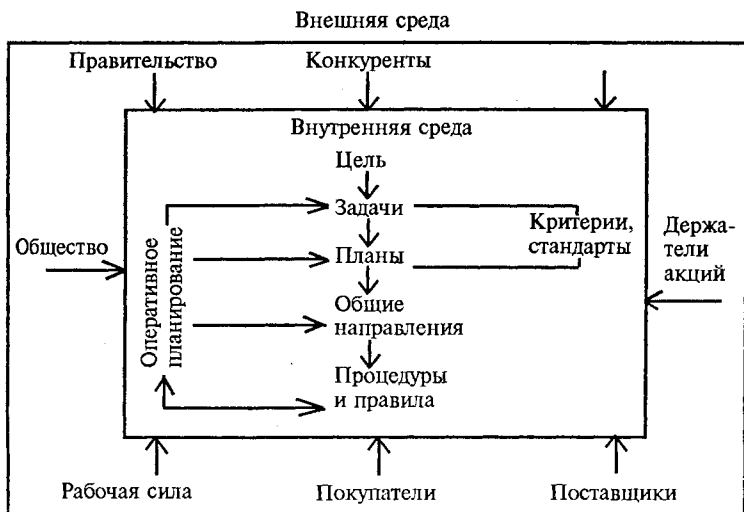 Внешняя среда
Правительство
Конкуренты
Внутренняя среда
Цель
Задачи
Критерии,
стандарты
Общество
Оперативное
планирование
Планы
Держа-
тели
акций
Общие
направления
Процедуры
и правила
Рабочая сила
Покупатели
Поставщики